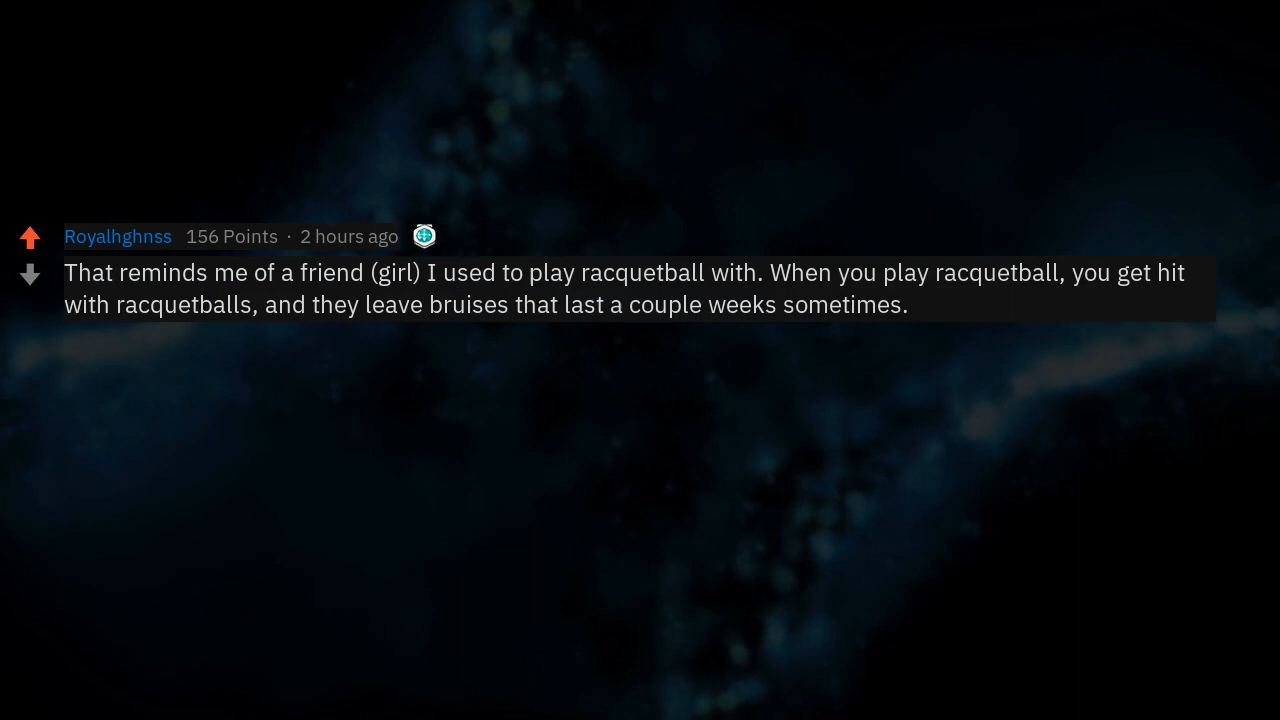 Royalhghnss 156 Points · 2 hours ago
That reminds me of a friend (girl) I used to play racquetball with. When you play racquetball, you get hit
with racquetballs, and they leave bruises that last a couple weeks sometimes.